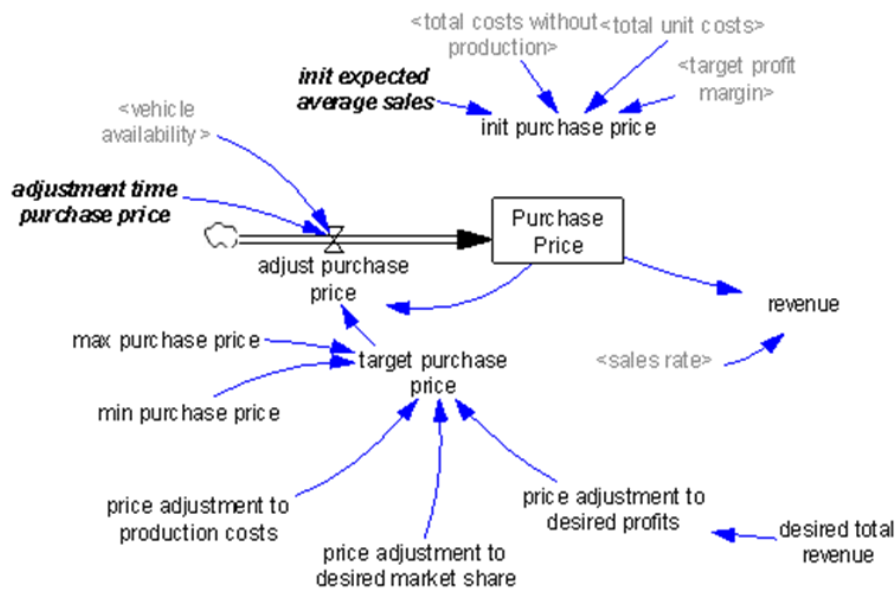 <total costs without
production>
<total unit costs>
<target profit
margin>
init expected
average sales
init purchase price
<vehicle
availability>
adjustment time
purchase price
Purchase
Price
adjust purchase
price
revenue
max purchase price
target purchase
price
<sales rate>
min purchase price
price adjustment to
production costs
price adjustment to
desired market share
price adjustment to
desired profits
desired total
revenue